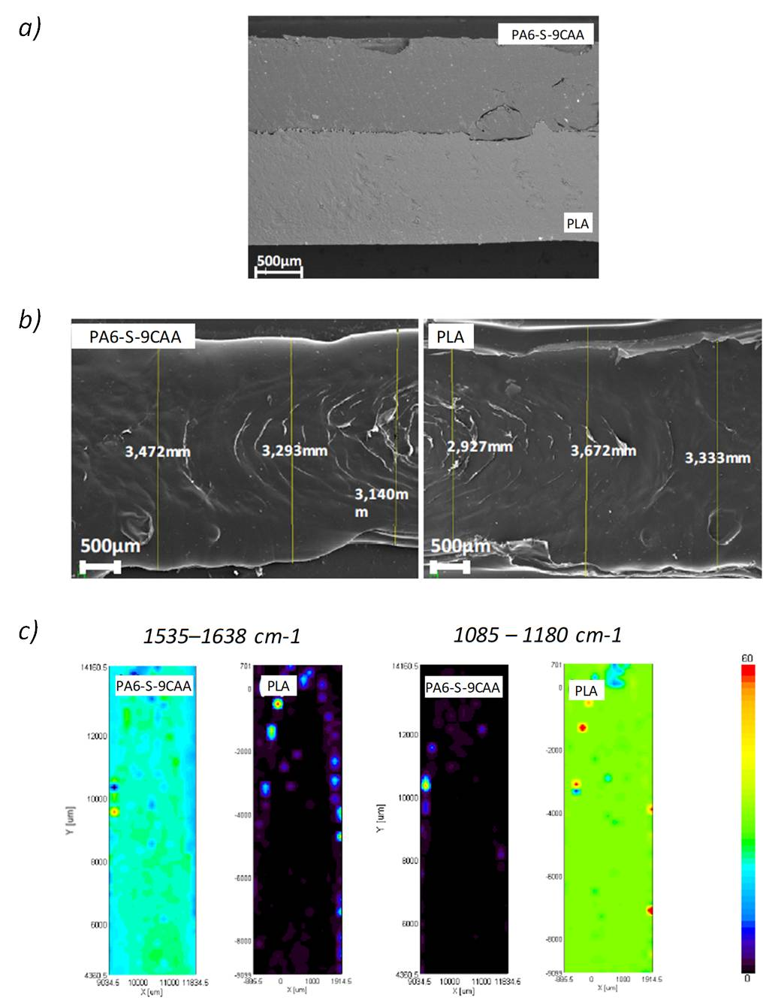 a)
PA6-S-9CAA
PLA
500µm
b)
PA6-S-9CAA
PLA
3,472mm
3,293mm
3,140m
m
2,927mm
3,672mm
3,333mm
500µm
500µm
c)
1535–1638 cm-1
1085 – 1180 cm-1
14160.5
PA6-S-9CAA
12000
10000
8000
6000
4360.5
Y [um]
9034.5 10000 11000 11834.5
X [um]
701
0
PLA
-2000
-4000
-6000
-8000
-9099
-885.5 0 1000 1914.5
X [um]
14160.5
PA6-S-9CAA
12000
10000
8000
6000
4360.5
Y [um]
9034.5 10000 11000 11834.5
X [um]
701
0
PLA
-2000
-4000
-6000
-8000
-9099
-885.5 0 1000 1914.5
X [um]
60
0